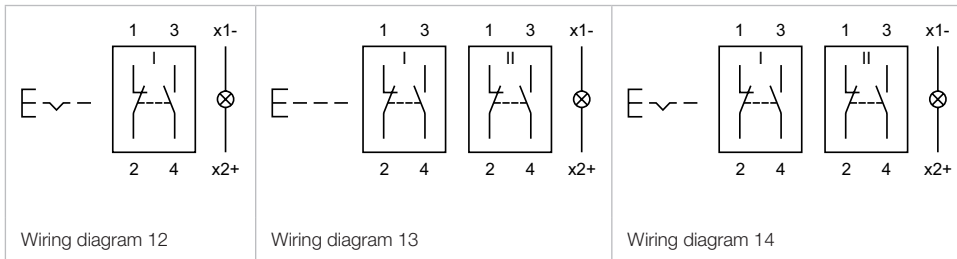 1 3 x1-
I
2 4 x2+
Wiring diagram 12
1 3 1 3 x1-
I II
2 4 2 4 x2+
Wiring diagram 13
1 3 1 3 x1-
I II
2 4 2 4 x2+
Wiring diagram 14